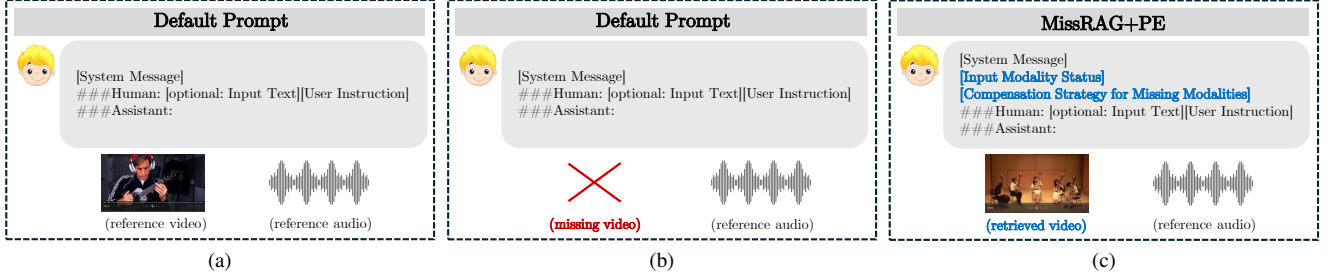 Default Prompt
[System Message]
###Human: [optional: Input Text][User Instruction]
###Assistant:
(reference video)
(reference audio)
(a)
Default Prompt
[System Message]
###Human: [optional: Input Text][User Instruction]
###Assistant:
(missing video)
(reference audio)
(b)
MissRAG+PE
[System Message]
[Input Modality Status]
[Compensation Strategy for Missing Modalities]
###Human: [optional: Input Text][User Instruction]
###Assistant:
(retrieved video)
(reference audio)
(c)